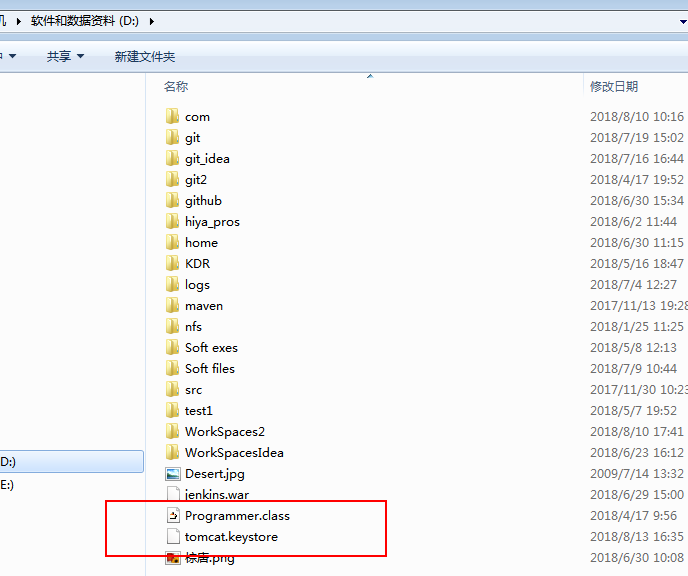 机 ▸ 软件和数据资料 (D:) ▸
共享 新建文件夹
名称 修改日期
com 2018/8/10 10:16
git 2018/7/19 15:02
git_idea 2018/7/16 16:44
git2 2018/4/17 19:52
github 2018/6/30 15:34
hiya_pros 2018/6/2 11:44
home 2018/6/30 11:15
KDR 2018/5/16 18:47
logs 2018/7/4 12:27
maven 2017/11/13 19:28
nfs 2018/1/25 11:25
Soft exes 2018/5/8 12:13
Soft files 2018/7/9 10:44
src 2017/11/30 10:23
test1 2018/5/7 19:52
WorkSpaces2 2018/8/10 17:41
WorkSpacesIdea 2018/6/23 16:12
D:)
Desert.jpg 2009/7/14 13:32
E:)
jenkins.war 2018/6/29 15:00
Programmer.class 2018/4/17 9:56
tomcat.keystore 2018/8/13 16:35
棕唐.png 2018/6/30 10:08